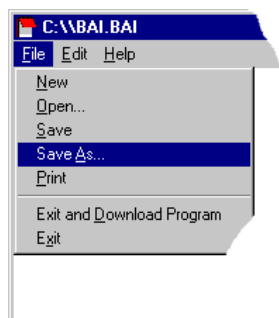 C:\\BAI.BAI
File Edit Help
New
Open...
Save
Save As...
Print
Exit and Download Program
Exit